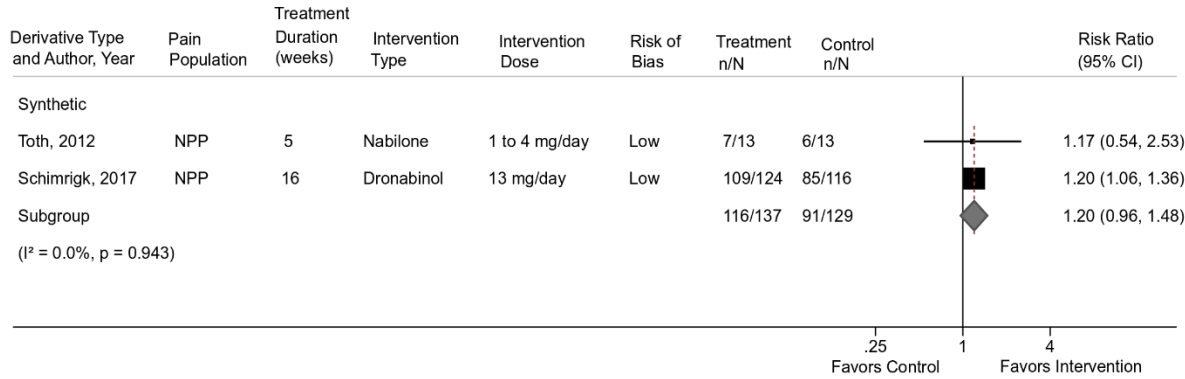 Derivative Type and Author, Year Pain Population Treatment Duration (weeks) Intervention Type Intervention Dose Risk of Bias Treatment n/N Control n/N Risk Ratio (95% CI)
Synthetic
Toth, 2012 NPP 5 Nabilone 1 to 4 mg/day Low 7/13 6/13 1.17 (0.54, 2.53)
Schimrigk, 2017 NPP 16 Dronabinol 13 mg/day Low 109/124 85/116 1.20 (1.06, 1.36)
Subgroup 116/137 91/129 1.20 (0.96, 1.48)
(I² = 0.0%, p = 0.943)
.25 1 4
Favors Control Favors Intervention